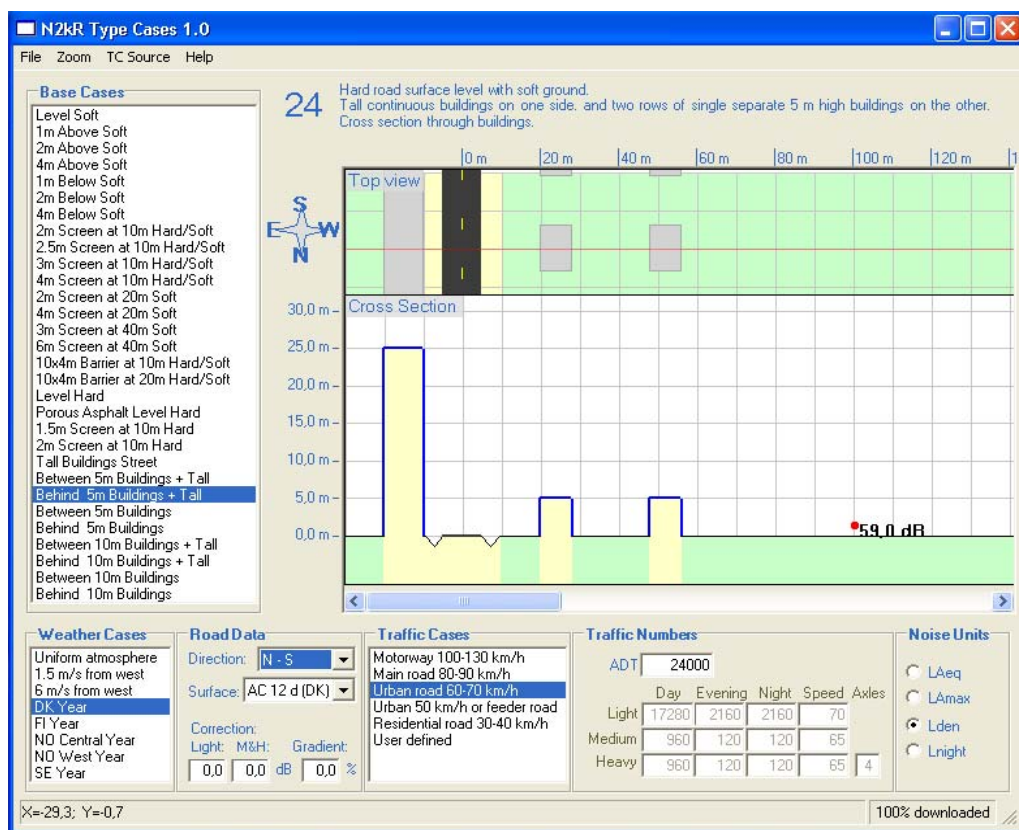 N2kR Type Cases 1.0
File Zoom TC Source Help
Base Cases
Level Soft
1m Above Soft
2m Above Soft
4m Above Soft
1m Below Soft
2m Below Soft
4m Below Soft
2m Screen at 10m Hard/Soft
2.5m Screen at 10m Hard/Soft
3m Screen at 10m Hard/Soft
4m Screen at 10m Hard/Soft
2m Screen at 20m Soft
4m Screen at 20m Soft
3m Screen at 40m Soft
6m Screen at 40m Soft
10x4m Barrier at 10m Hard/Soft
10x4m Barrier at 20m Hard/Soft
Level Hard
Porous Asphalt Level Hard
1.5m Screen at 10m Hard
2m Screen at 10m Hard
Tall Buildings Street
Between 5m Buildings + Tall
Behind 5m Buildings + Tall
Between 5m Buildings
Behind 5m Buildings
Between 10m Buildings + Tall
Behind 10m Buildings + Tall
Between 10m Buildings
Behind 10m Buildings
24
Hard road surface level with soft ground.
Tall continuous buildings on one side. and two rows of single separate 5 m high buildings on the other.
Cross section through buildings.
0 m 20 m 40 m 60 m 80 m 100 m 120 m 1
Top view
S
E W
N
Cross Section
30,0 m
25,0 m
20,0 m
15,0 m
10,0 m
5,0 m
0,0 m
59,0 dB
Weather Cases
Uniform atmosphere
1.5 m/s from west
6 m/s from west
DK Year
FI Year
NO Central Year
NO West Year
SE Year
Road Data
Direction: N - S
Surface: AC 12 d (DK)
Correction:
Light: M&H: Gradient:
0,0 0,0 dB 0,0 %
Traffic Cases
Motorway 100-130 km/h
Main road 80-90 km/h
Urban road 60-70 km/h
Urban 50 km/h or feeder road
Residential road 30-40 km/h
User defined
Traffic Numbers
ADT 24000
Day Evening Night Speed Axles
Light 17280 2160 2160 70
Medium 960 120 120 65
Heavy 960 120 120 65 4
Noise Units
LAeq
LAmax
Lden
Lnight
X=-29,3; Y=-0,7
100% downloaded